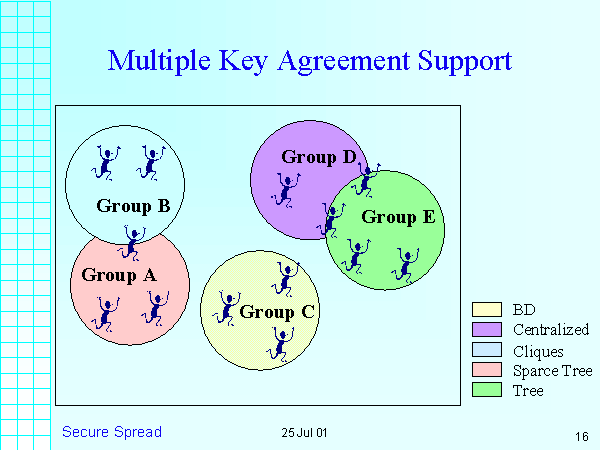 Multiple Key Agreement Support
Group D
Group B
Group E
Group A
Group C
BD
Centralized
Cliques
Sparce Tree
Tree
Secure Spread
25 Jul 01
16